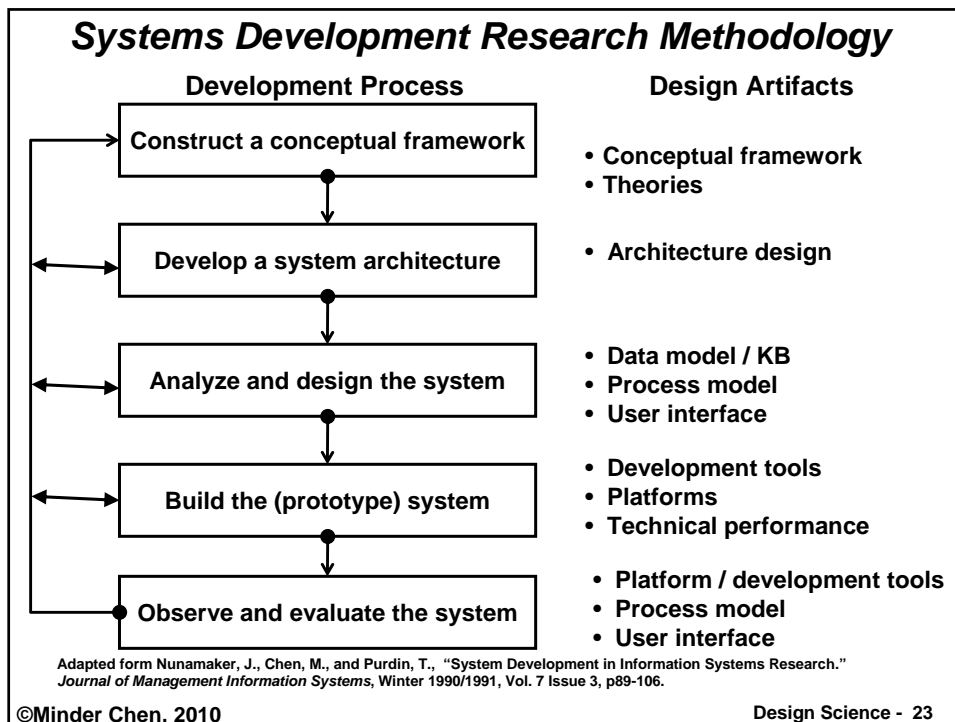 Systems Development Research Methodology
Development Process
Design Artifacts
Construct a conceptual framework
• Conceptual framework
• Theories
Develop a system architecture
• Architecture design
Analyze and design the system
• Data model / KB
• Process model
• User interface
Build the (prototype) system
• Development tools
• Platforms
• Technical performance
Observe and evaluate the system
• Platform / development tools
• Process model
• User interface
Adapted form Nunamaker, J., Chen, M., and Purdin, T., “System Development in Information Systems Research.”
Journal of Management Information Systems, Winter 1990/1991, Vol. 7 Issue 3, p89-106.
©Minder Chen, 2010
Design Science - 23